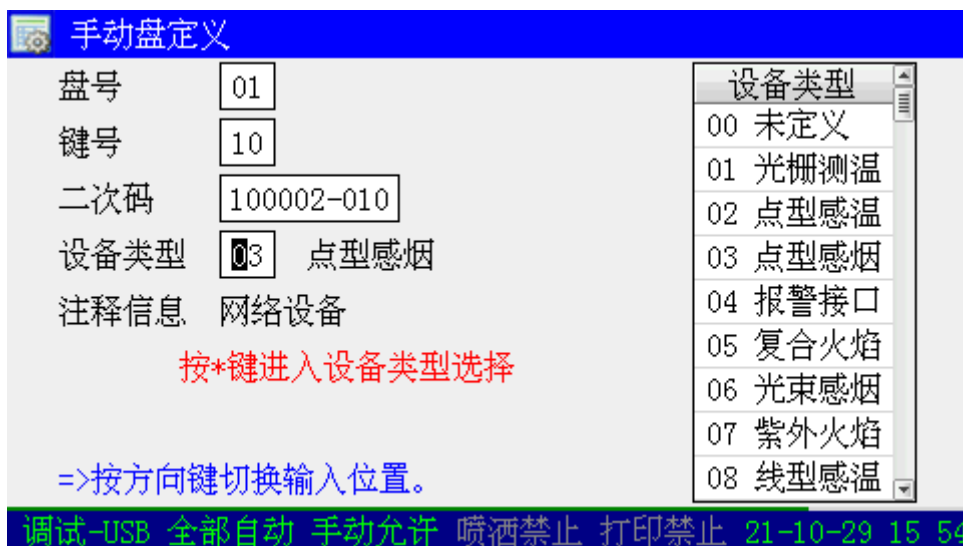 手动盘定义
盘号 01
键号 10
二次码 100002-010
设备类型 03 点型感烟
注释信息 网络设备
按*键进入设备类型选择
=>按方向键切换输入位置。
设备类型
00 未定义
01 光栅测温
02 点型感温
03 点型感烟
04 报警接口
05 复合火焰
06 光束感烟
07 紫外火焰
08 线型感温
调试-USB 全部自动 手动允许 喷洒禁止 打印禁止 21-10-29 15 54